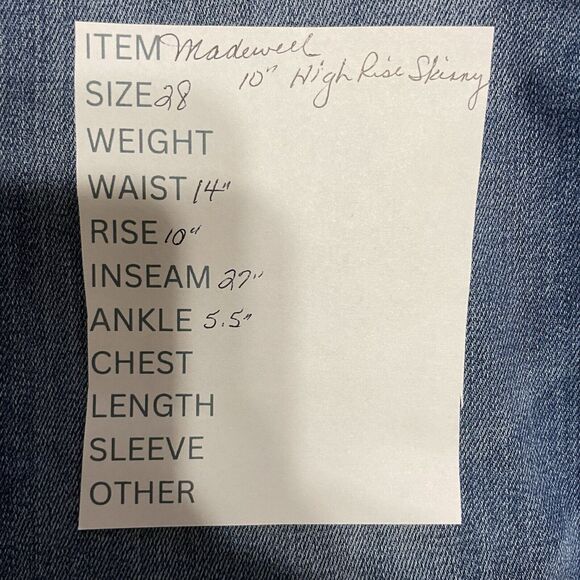 ITEM Madewell
10" High Rise Skinny
SIZE 28
WEIGHT
WAIST 14"
RISE 10"
INSEAM 27"
ANKLE 5.5"
CHEST
LENGTH
SLEEVE
OTHER